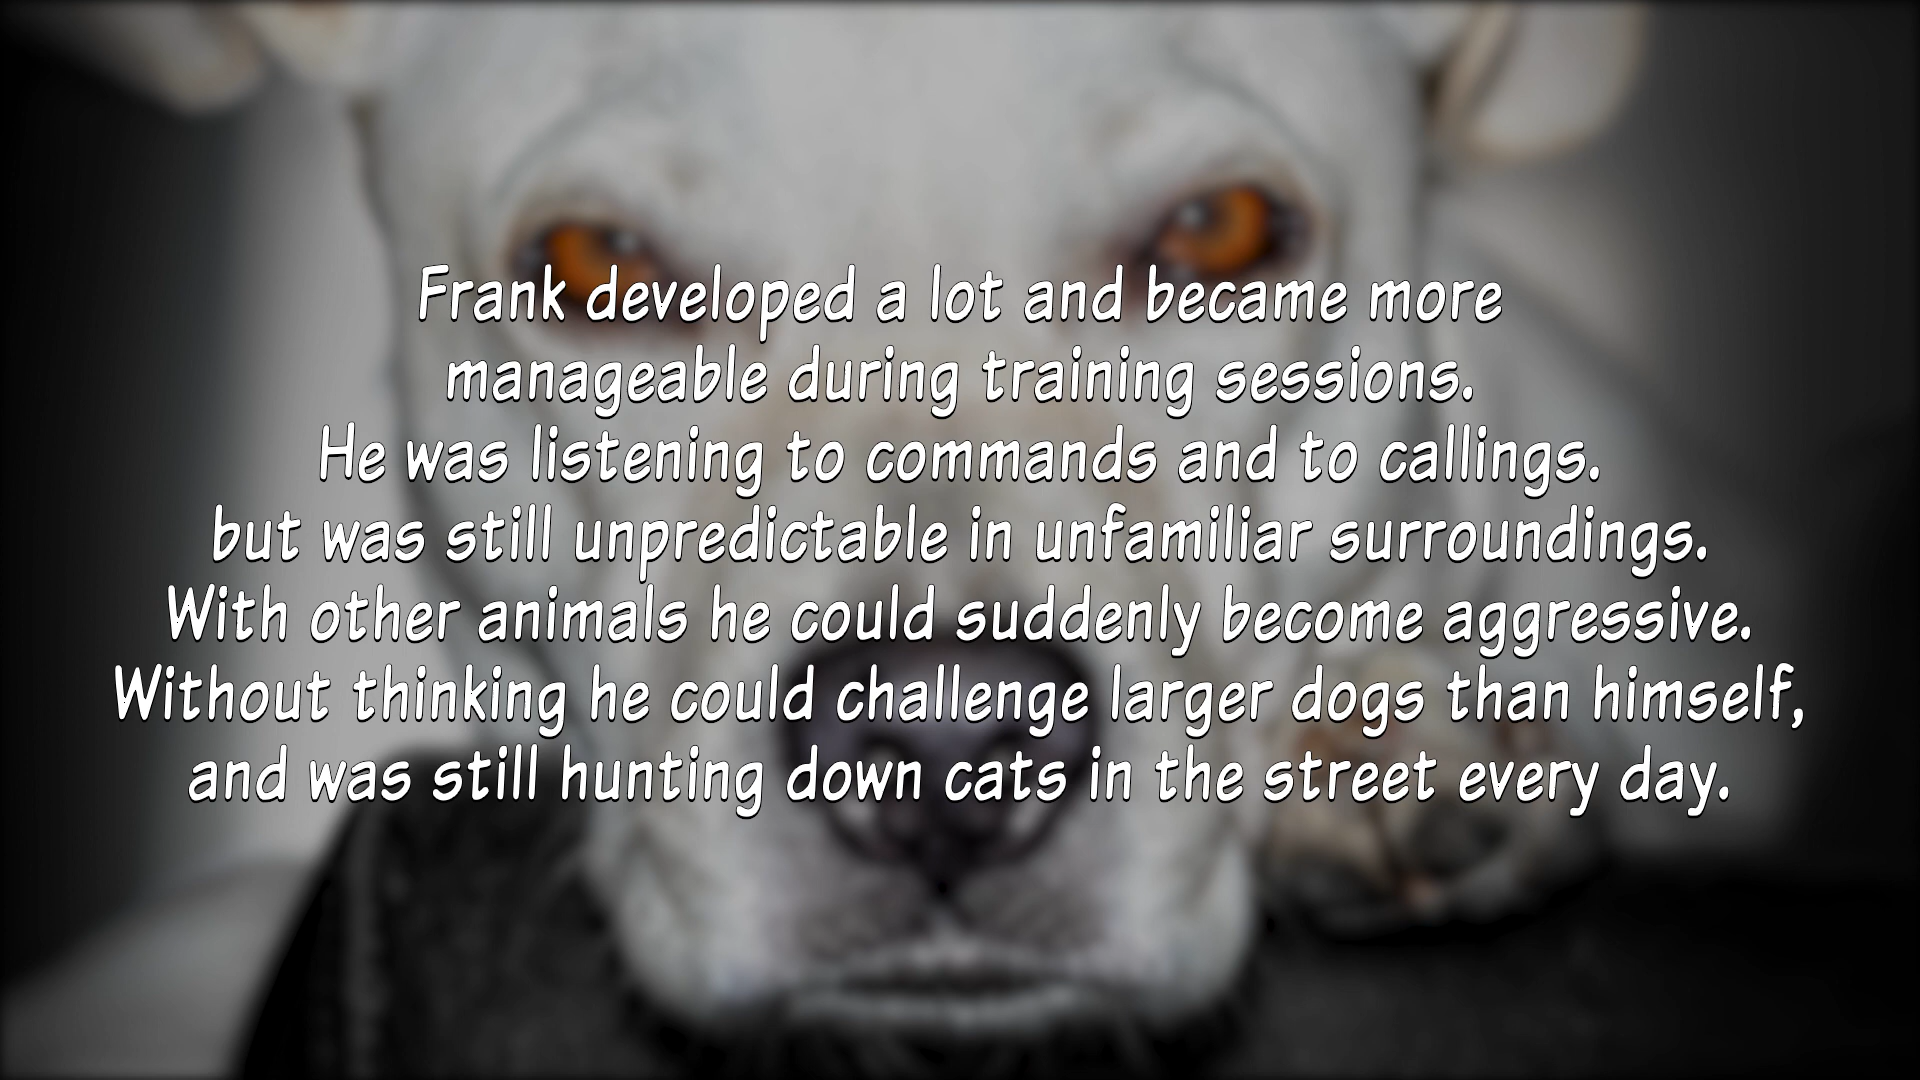 Frank developed a lot and became more
manageable during training sessions.
He was listening to commands and to callings.
but was still unpredictable in unfamiliar surroundings.
With other animals he could suddenly become aggressive.
Without thinking he could challenge larger dogs than himself,
and was still hunting down cats in the street every day.